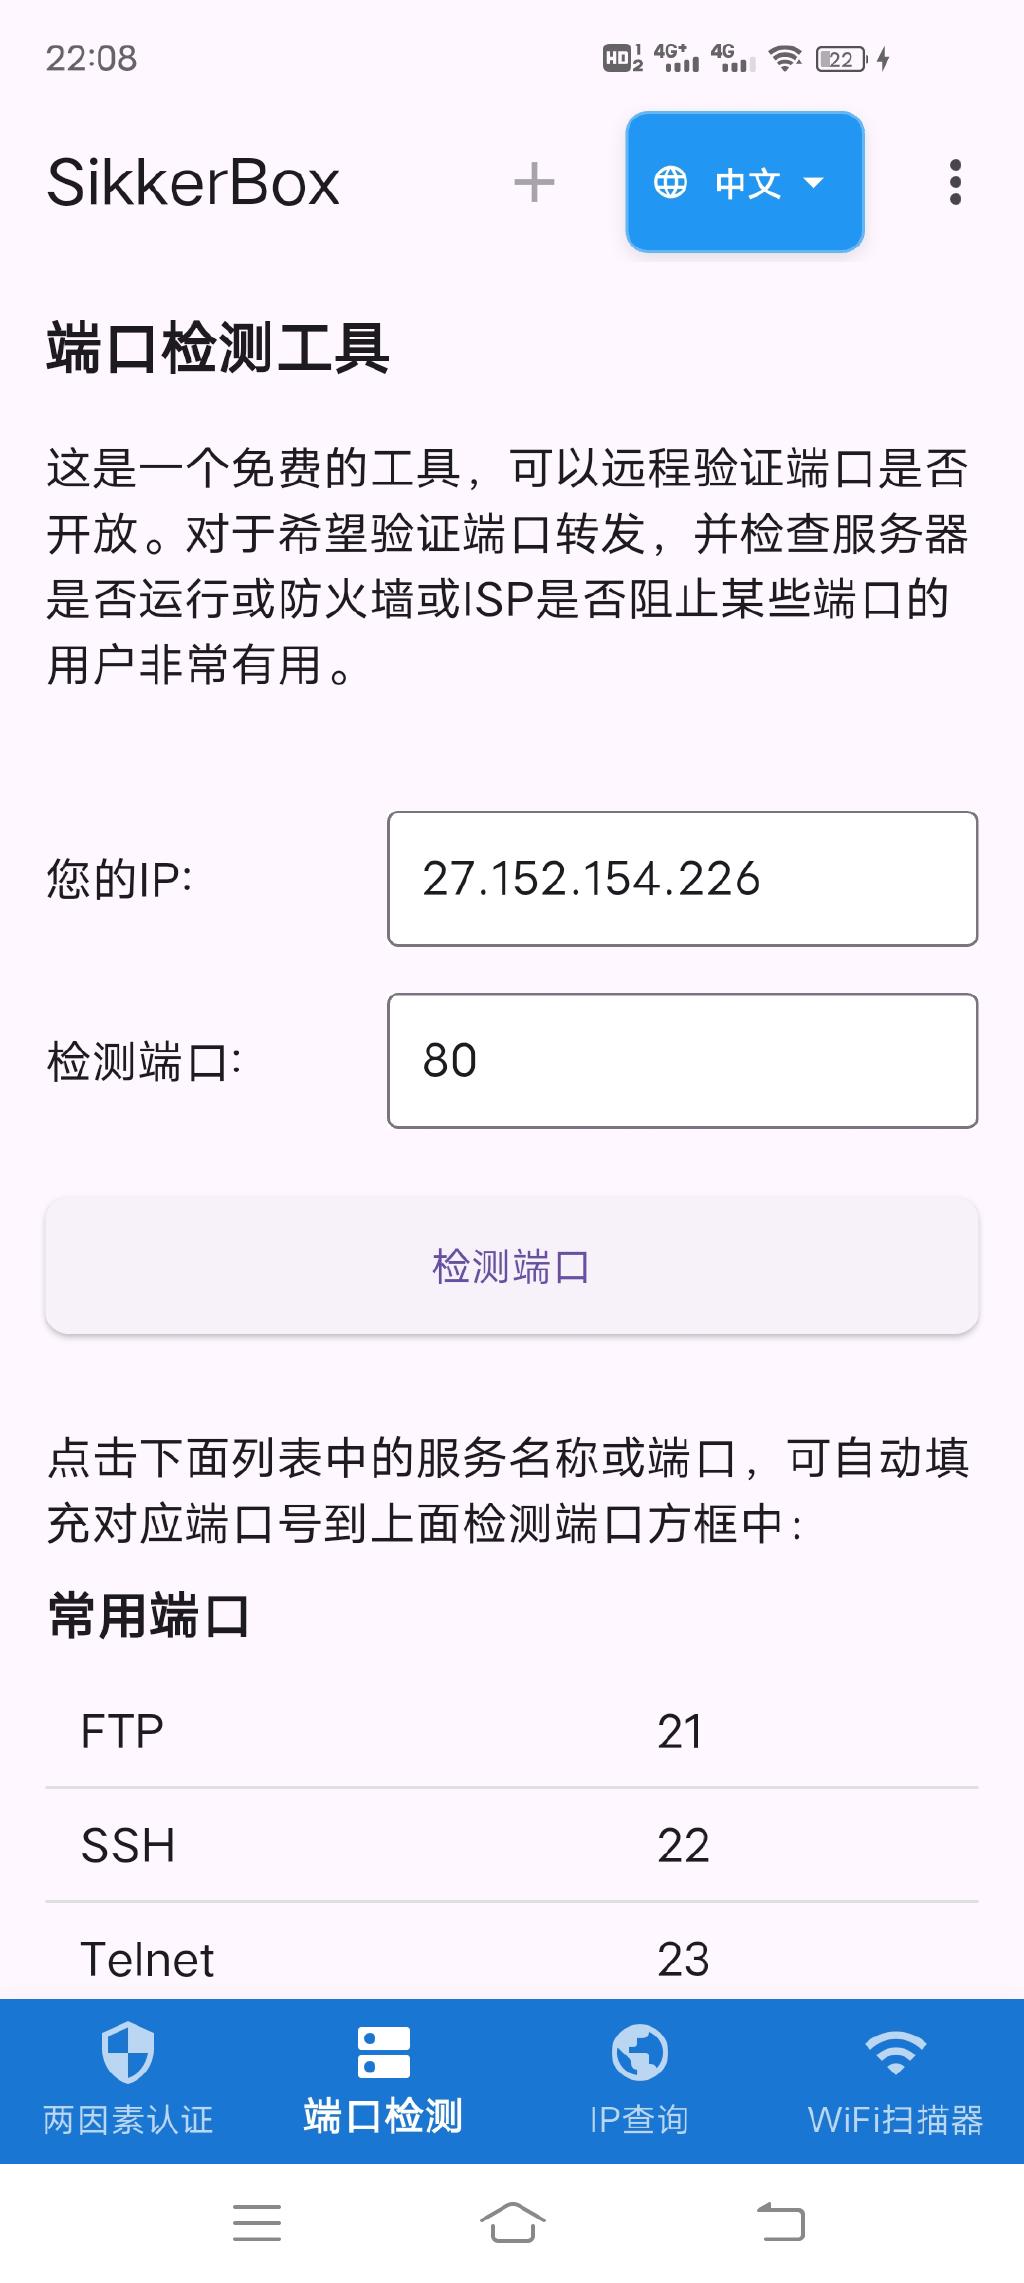 22:08
HD 1 2 4G+ 4G 22
SikkerBox
中文
端口检测工具
这是一个免费的工具，可以远程验证端口是否
开放。对于希望验证端口转发，并检查服务器
是否运行或防火墙或ISP是否阻止某些端口的
用户非常有用。
您的IP:
27.152.154.226
检测端口:
80
检测端口
点击下面列表中的服务名称或端口，可自动填
充对应端口号到上面检测端口方框中:
常用端口
FTP 21
SSH 22
Telnet 23
两因素认证 端口检测 IP查询 WiFi扫描器